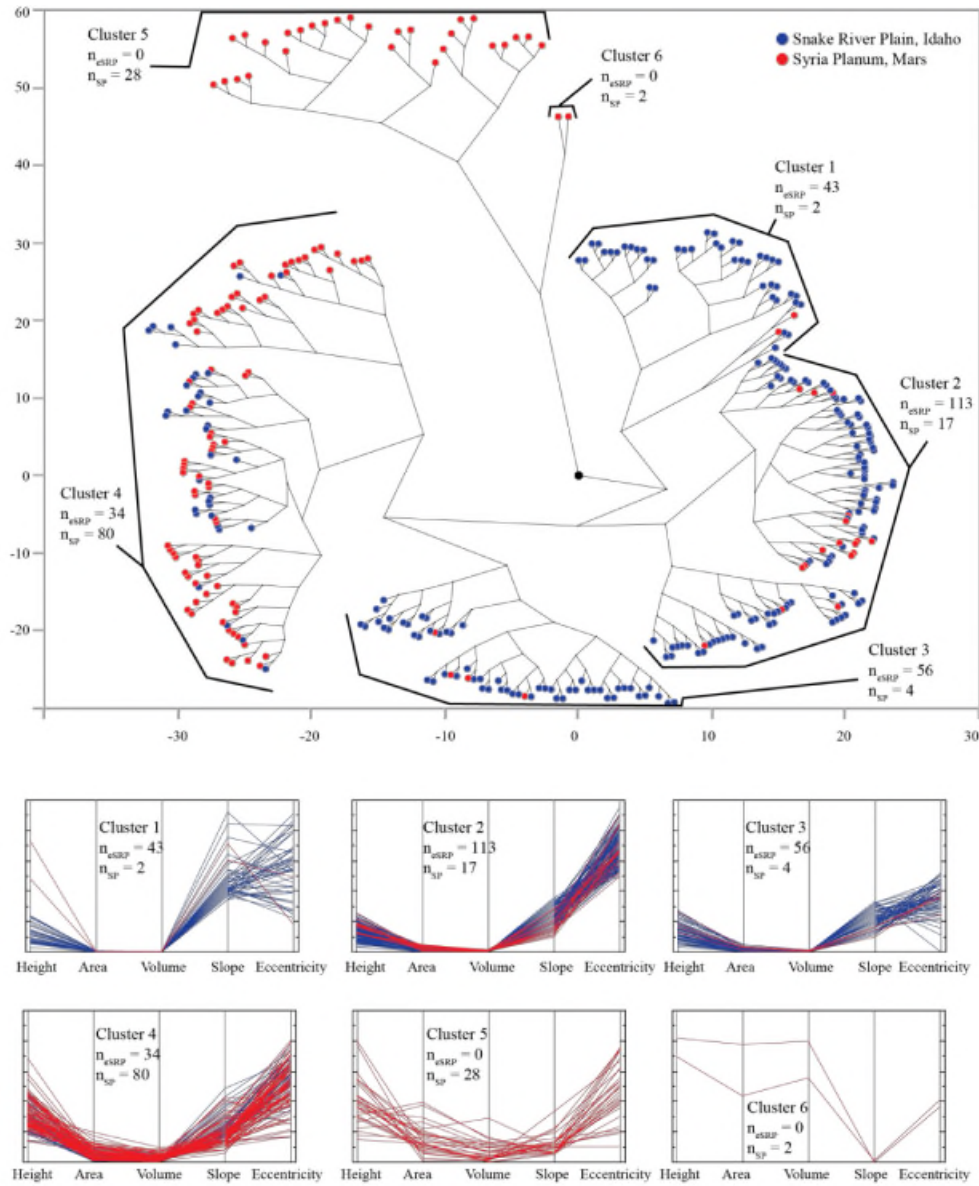 60
50
40
30
20
10
0
-10
-20
-30
-20
-10
0
10
20
30
Snake River Plain, Idaho
Syria Planum, Mars
Cluster 5
n_eSRP = 0
n_SP = 28
Cluster 6
n_eSRP = 0
n_SP = 2
Cluster 1
n_eSRP = 43
n_SP = 2
Cluster 2
n_eSRP = 113
n_SP = 17
Cluster 4
n_eSRP = 34
n_SP = 80
Cluster 3
n_eSRP = 56
n_SP = 4
Cluster 1
n_eSRP = 43
n_SP = 2
Height Area Volume Slope Eccentricity
Cluster 2
n_eSRP = 113
n_SP = 17
Height Area Volume Slope Eccentricity
Cluster 3
n_eSRP = 56
n_SP = 4
Height Area Volume Slope Eccentricity
Cluster 4
n_eSRP = 34
n_SP = 80
Height Area Volume Slope Eccentricity
Cluster 5
n_eSRP = 0
n_SP = 28
Height Area Volume Slope Eccentricity
Cluster 6
n_eSRP = 0
n_SP = 2
Height Area Volume Slope Eccentricity